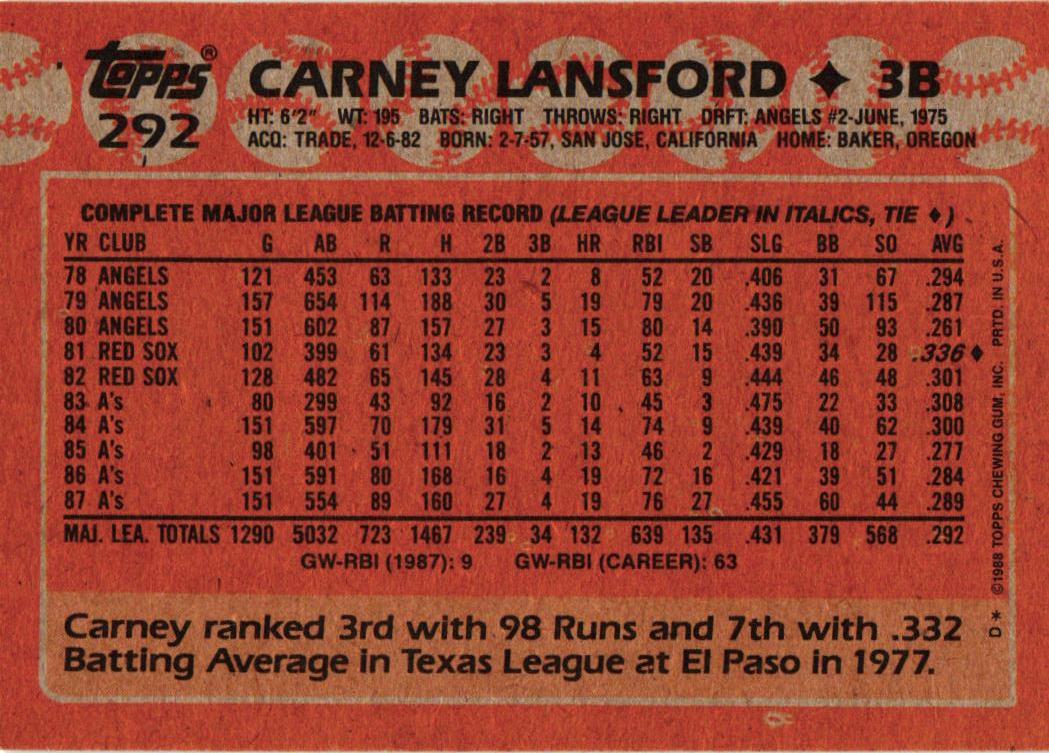 Topps®
292
CARNEY LANSFORD ✦ 3B
HT: 6'2" WT: 195 BATS: RIGHT THROWS: RIGHT DRFT: ANGELS #2-JUNE, 1975
ACQ: TRADE, 12-6-82 BORN: 2-7-57, SAN JOSE, CALIFORNIA HOME: BAKER, OREGON
COMPLETE MAJOR LEAGUE BATTING RECORD (LEAGUE LEADER IN ITALICS, TIE ♦)
YR CLUB G AB R H 2B 3B HR RBI SB SLG BB SO AVG
78 ANGELS 121 453 63 133 23 2 8 52 20 .406 31 67 .294
79 ANGELS 157 654 114 188 30 5 19 79 20 .436 39 115 .287
80 ANGELS 151 602 87 157 27 3 15 80 14 .390 50 93 .261
81 RED SOX 102 399 61 134 23 3 4 52 15 .439 34 28 .336♦
82 RED SOX 128 482 65 145 28 4 11 63 9 .444 46 48 .301
83 A's 80 299 43 92 16 2 10 45 3 .475 22 33 .308
84 A's 151 597 70 179 31 5 14 74 9 .439 40 62 .300
85 A's 98 401 51 111 18 2 13 46 2 .429 18 27 .277
86 A's 151 591 80 168 16 4 19 72 16 .421 39 51 .284
87 A's 151 554 89 160 27 4 19 76 27 .455 60 44 .289
MAJ. LEA. TOTALS 1290 5032 723 1467 239 34 132 639 135 .431 379 568 .292
GW-RBI (1987): 9 GW-RBI (CAREER): 63
Carney ranked 3rd with 98 Runs and 7th with .332
Batting Average in Texas League at El Paso in 1977.
D* ©1988 TOPPS CHEWING GUM, INC. PRTD. IN U.S.A.